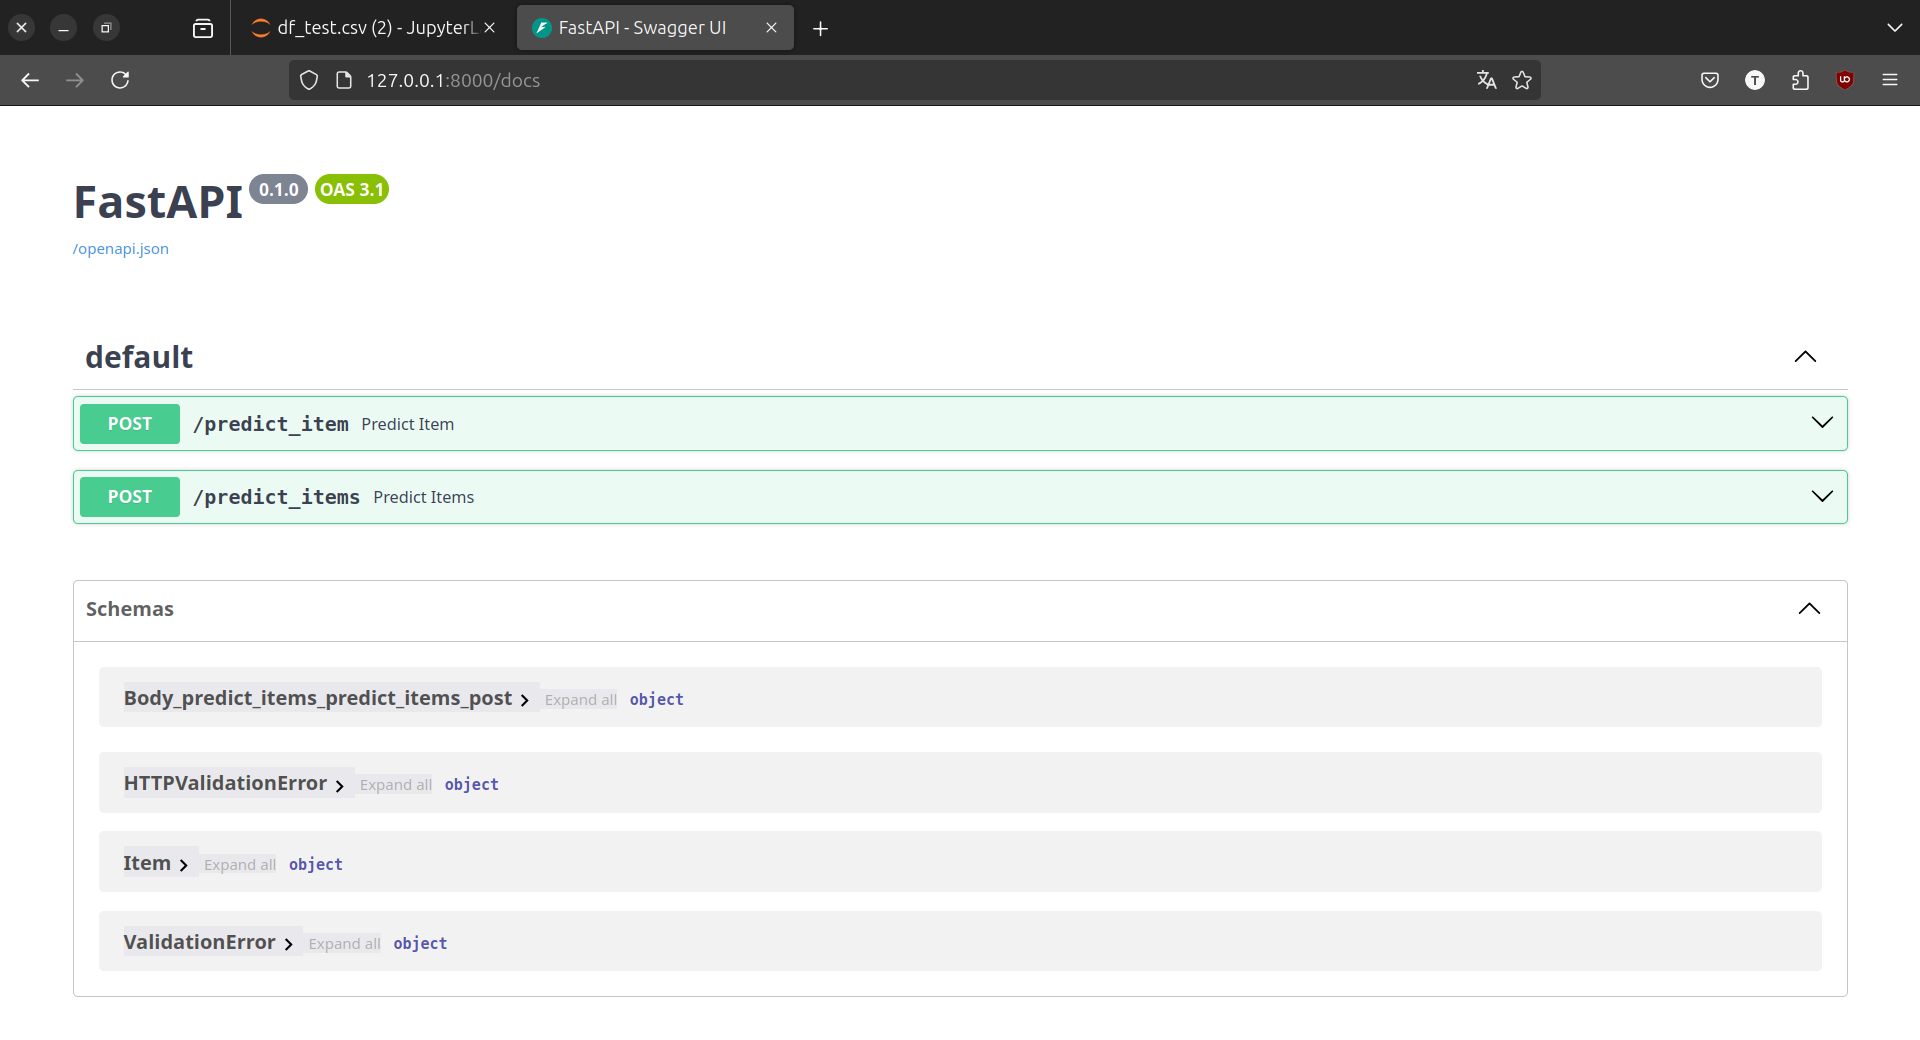 df_test.csv (2) - JupyterL
FastAPI - Swagger UI
127.0.0.1:8000/docs
T
FastAPI 0.1.0 OAS 3.1
/openapi.json
default
POST /predict_item Predict Item
POST /predict_items Predict Items
Schemas
Body_predict_items_predict_items_post Expand all object
HTTPValidationError Expand all object
Item Expand all object
ValidationError Expand all object